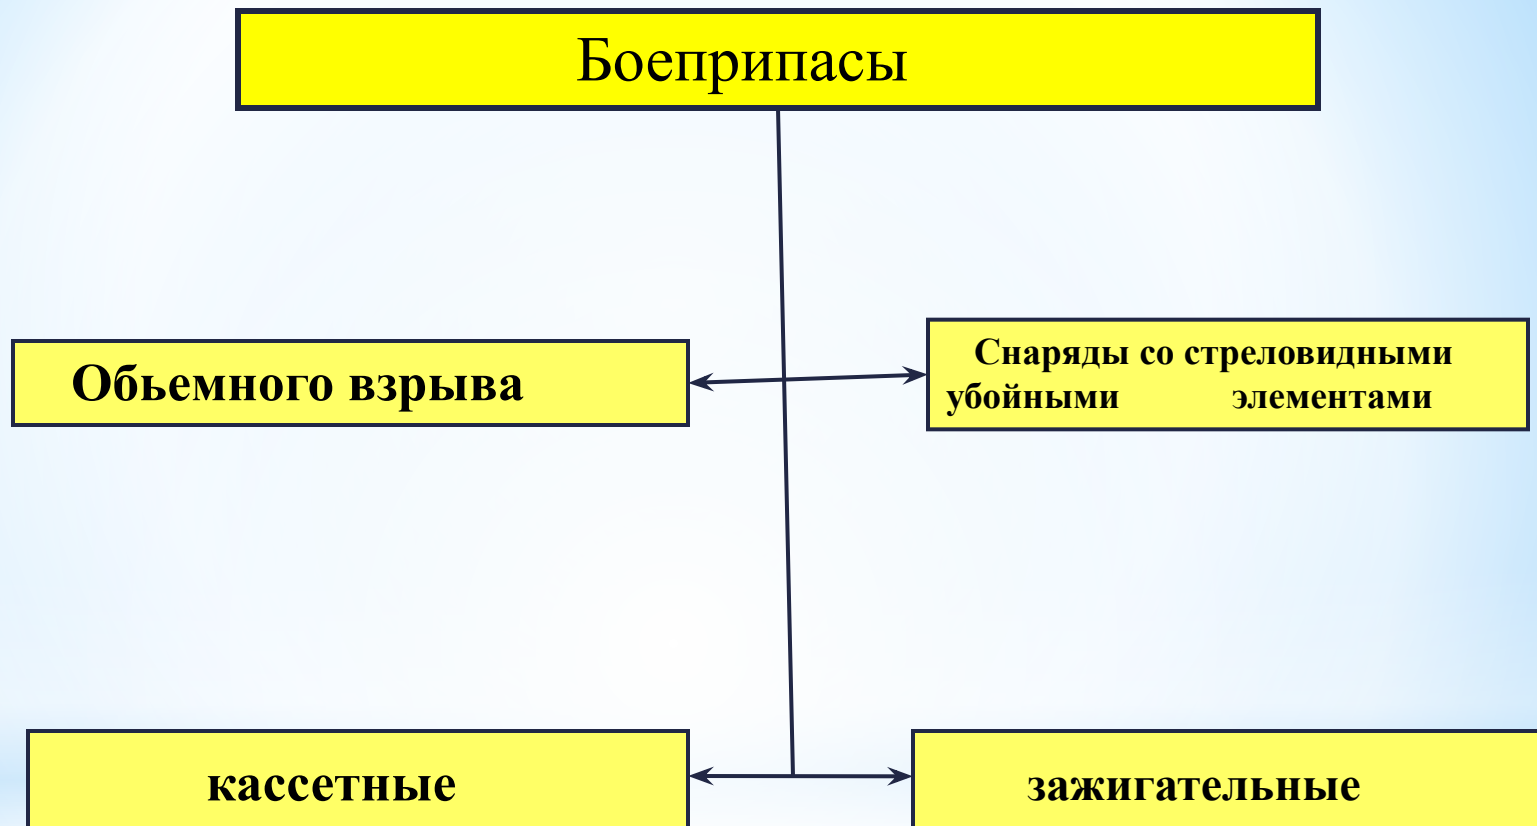 Боеприпасы
Обьемного взрыва
Снаряды со стреловидными
убойными элементами
кассетные
зажигательные